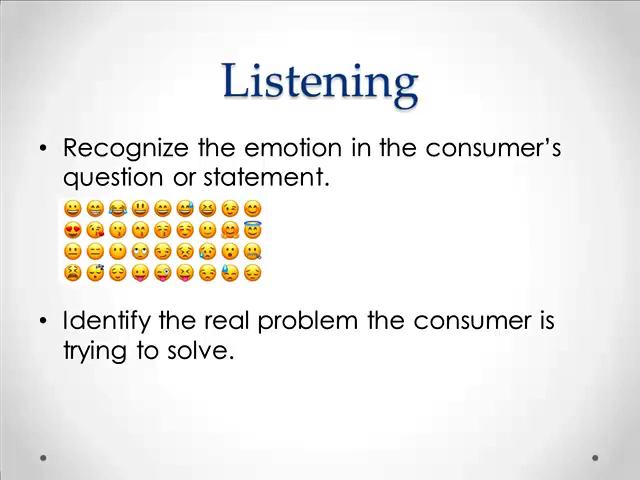 Listening
• Recognize the emotion in the consumer’s
question or statement.
• Identify the real problem the consumer is
trying to solve.